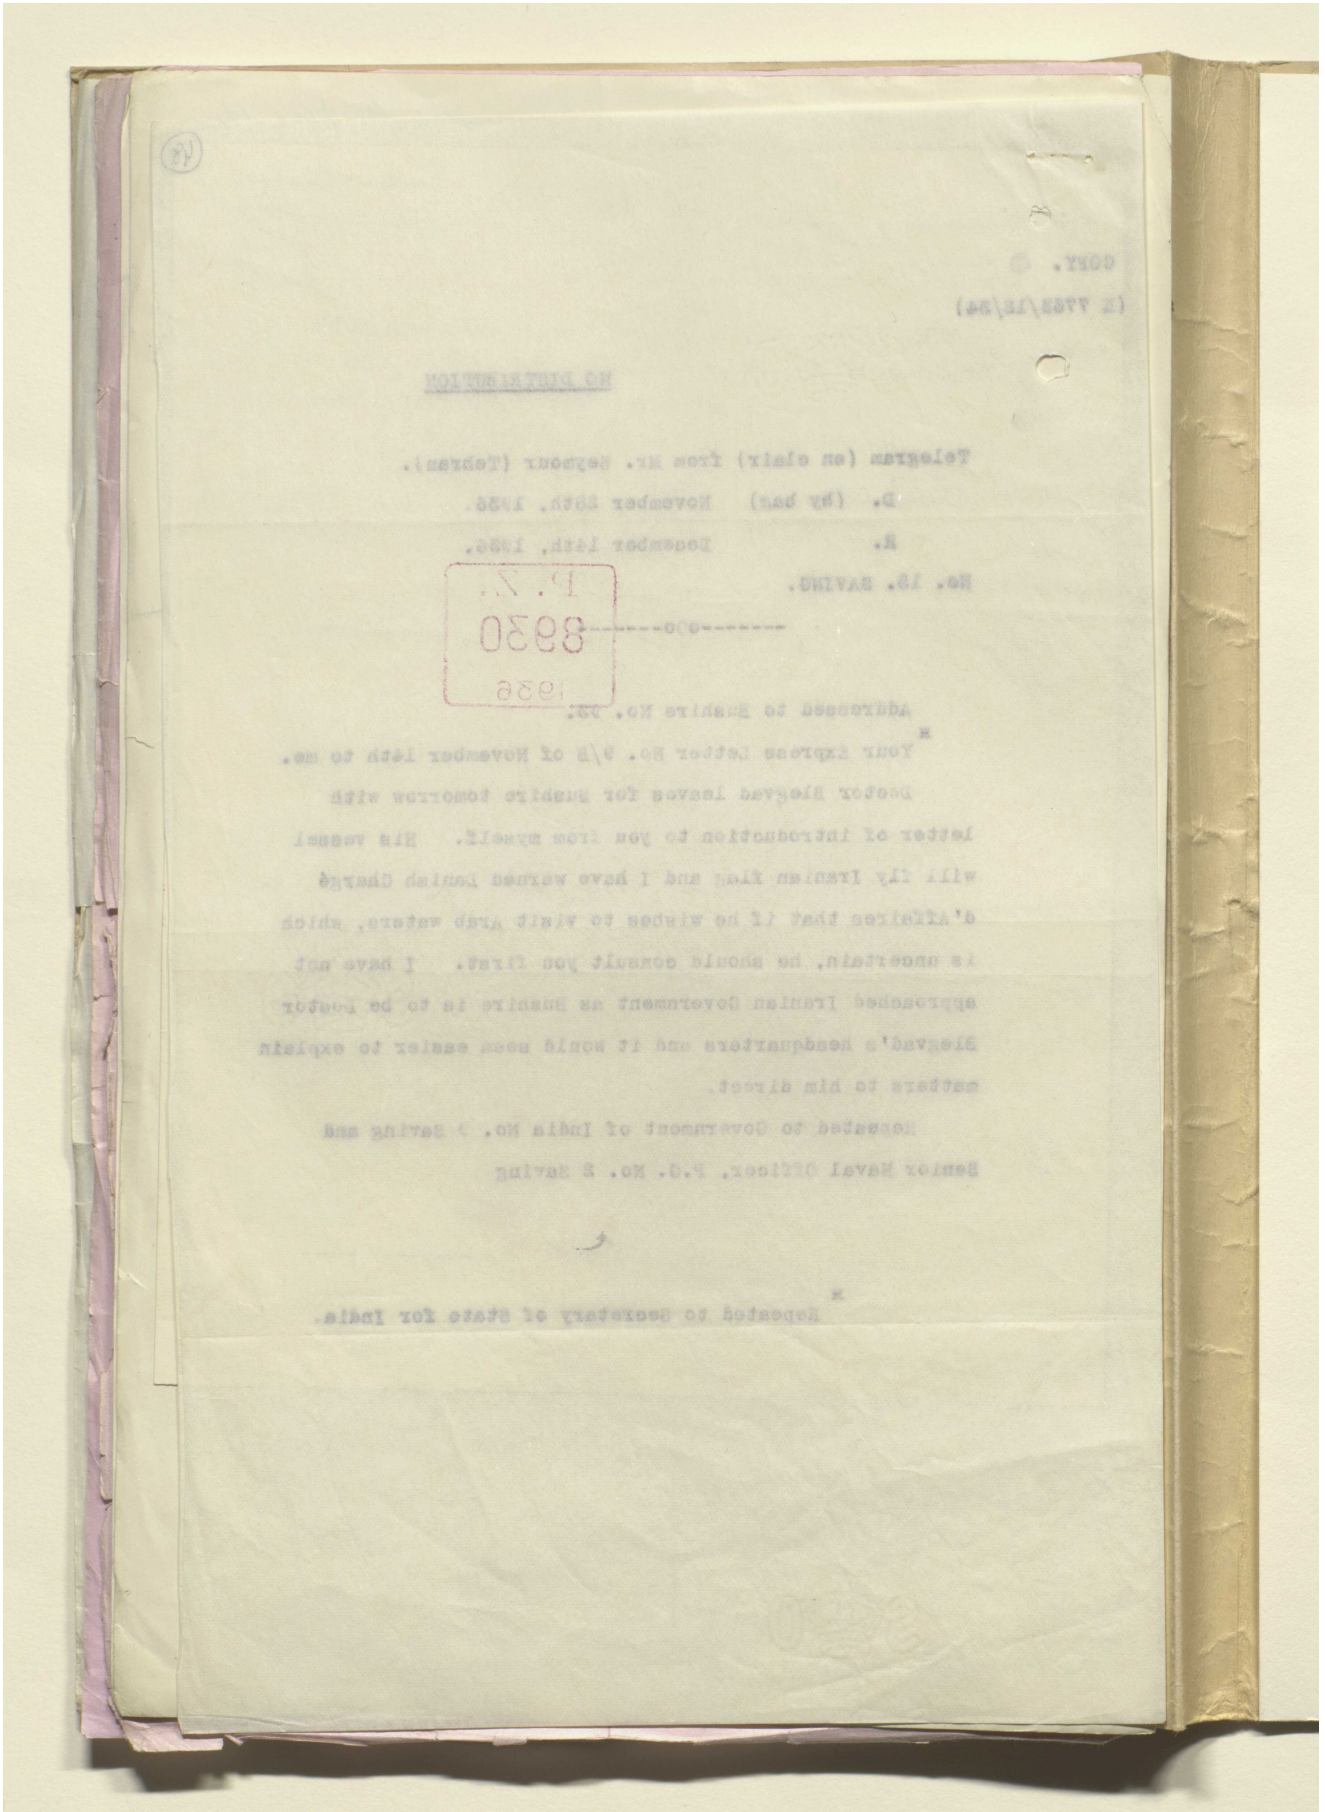 COPY.
(E 7763/12/34)
NO DISTRIBUTION
Telegram (en clair) from Mr. Seymour (Tehran).
D. (by bag) November 28th, 1936.
R. December 14th, 1936.
No. 18. SAVING.
-------o0o-------
P. Z.
8930
1936
Addressed to Bushire No.
x
Your Express Letter No. 9/B of November 14th to me.
Doctor Blegvad leaves for Bushire tomorrow with
letter of introduction to you from myself. His vessel
will fly Iranian flag and I have warned Danish Chargé
d'Affaires that if he wishes to visit Arab waters, which
is uncertain, he should consult you first. I have not
approached Iranian Government as Bushire is to be Doctor
Blegvad's headquarters and it would seem easier to explain
matters to him direct.
Repeated to Government of India No. Saving and
Senior Naval Officer, P.G. No. 2 Saving
x
Repeated to Secretary of State for India.